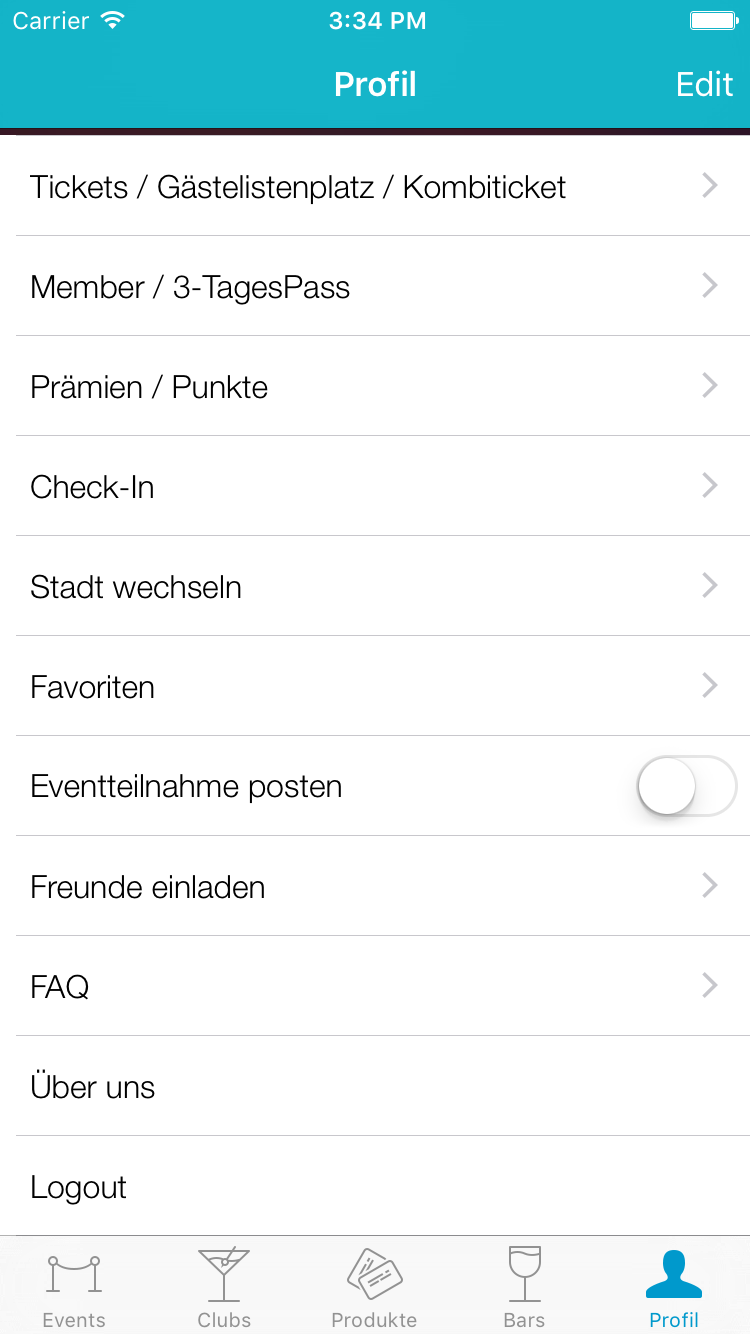 Carrier 3:34 PM
Profil Edit
Tickets / Gästelistenplatz / Kombiticket
Member / 3-TagesPass
Prämien / Punkte
Check-In
Stadt wechseln
Favoriten
Eventteilnahme posten
Freunde einladen
FAQ
Über uns
Logout
Events Clubs Produkte Bars Profil